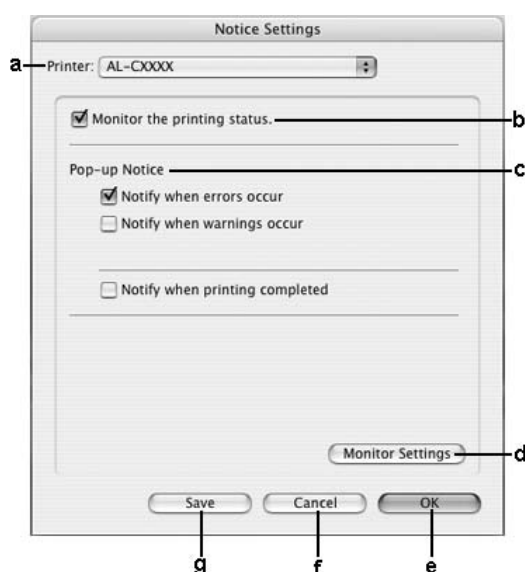 Notice Settings
a Printer: AL-CXXXX
Monitor the printing status. b
Pop-up Notice c
Notify when errors occur
Notify when warnings occur
Notify when printing completed
Monitor Settings d
Save Cancel OK
g f e